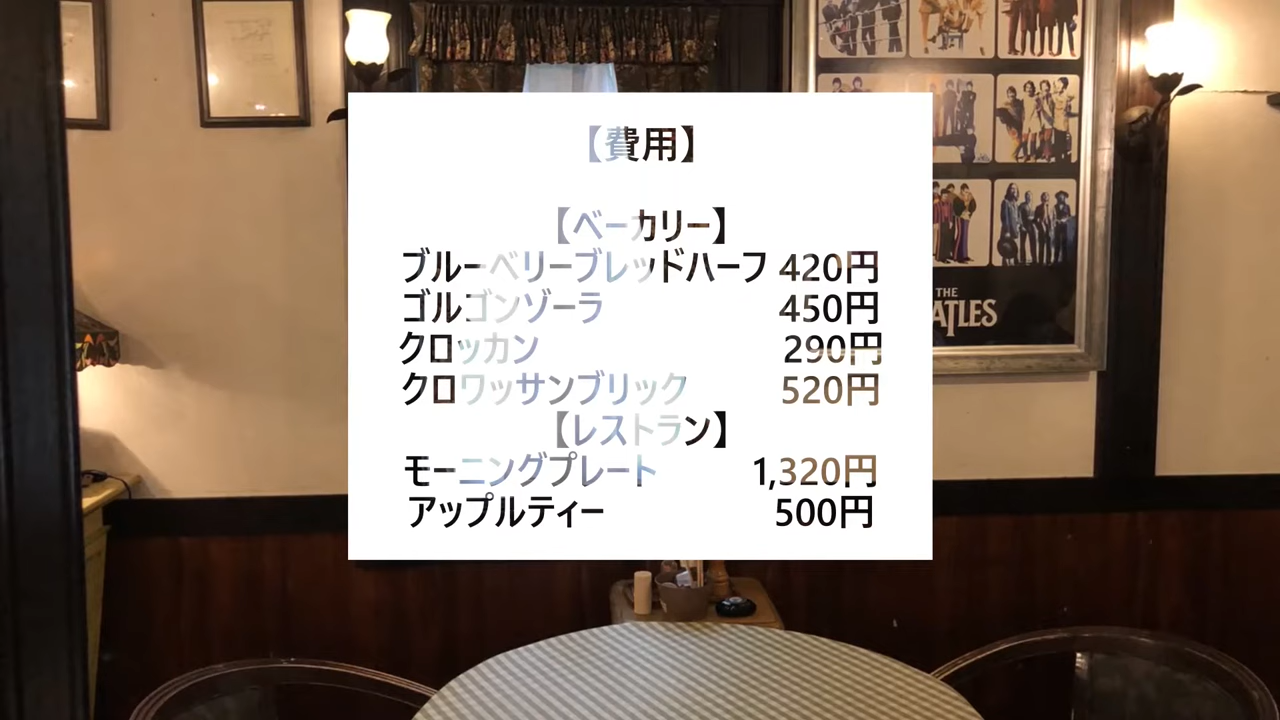 【費用】
【ベーカリー】
ブルーベリーブレッドハーフ 420円
ゴルゴンゾーラ 450円
クロッカン 290円
クロワッサンブリック 520円
【レストラン】
モーニングプレート 1,320円
アップルティー 500円
THE
ATLES